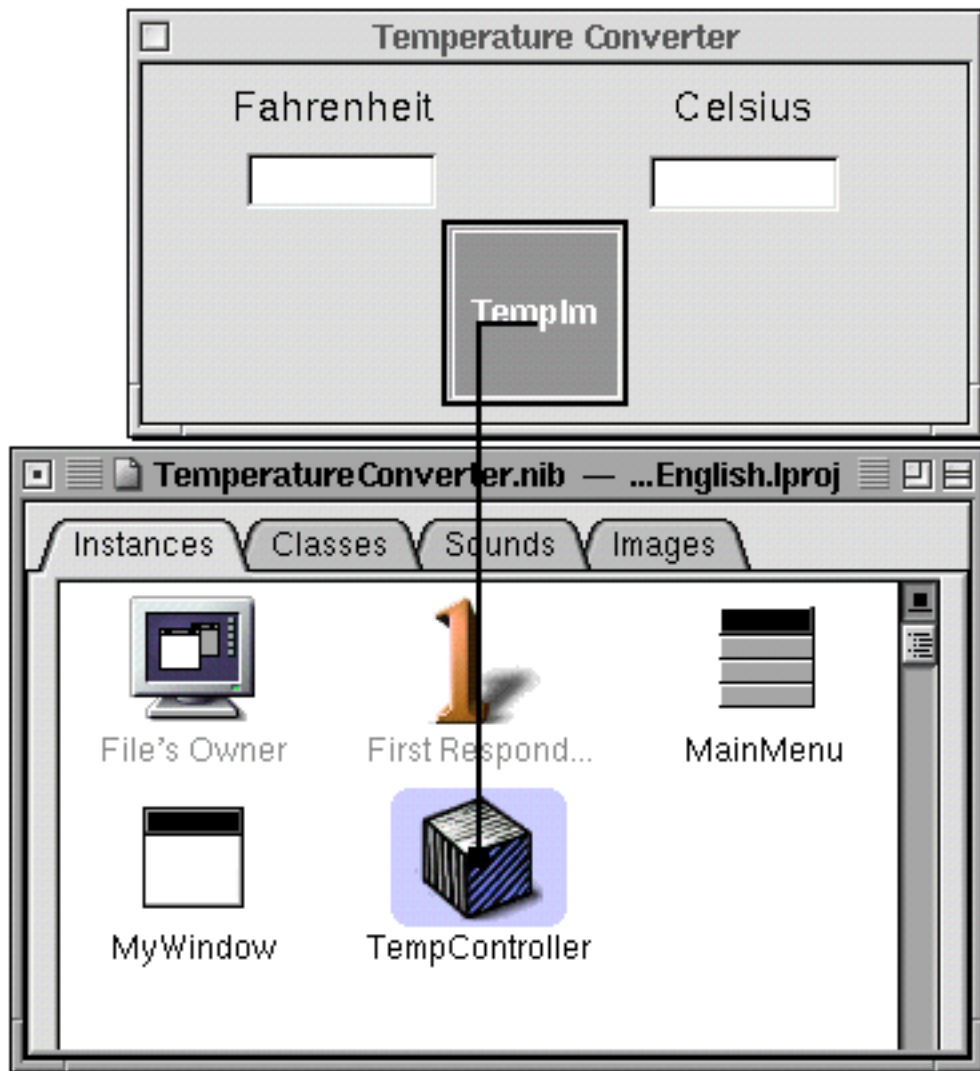 Temperature Converter
Fahrenheit Celsius
TempIm
TemperatureConverter.nib — ...English.lproj
Instances Classes Sounds Images
File's Owner First Respond... MainMenu
MyWindow TempController